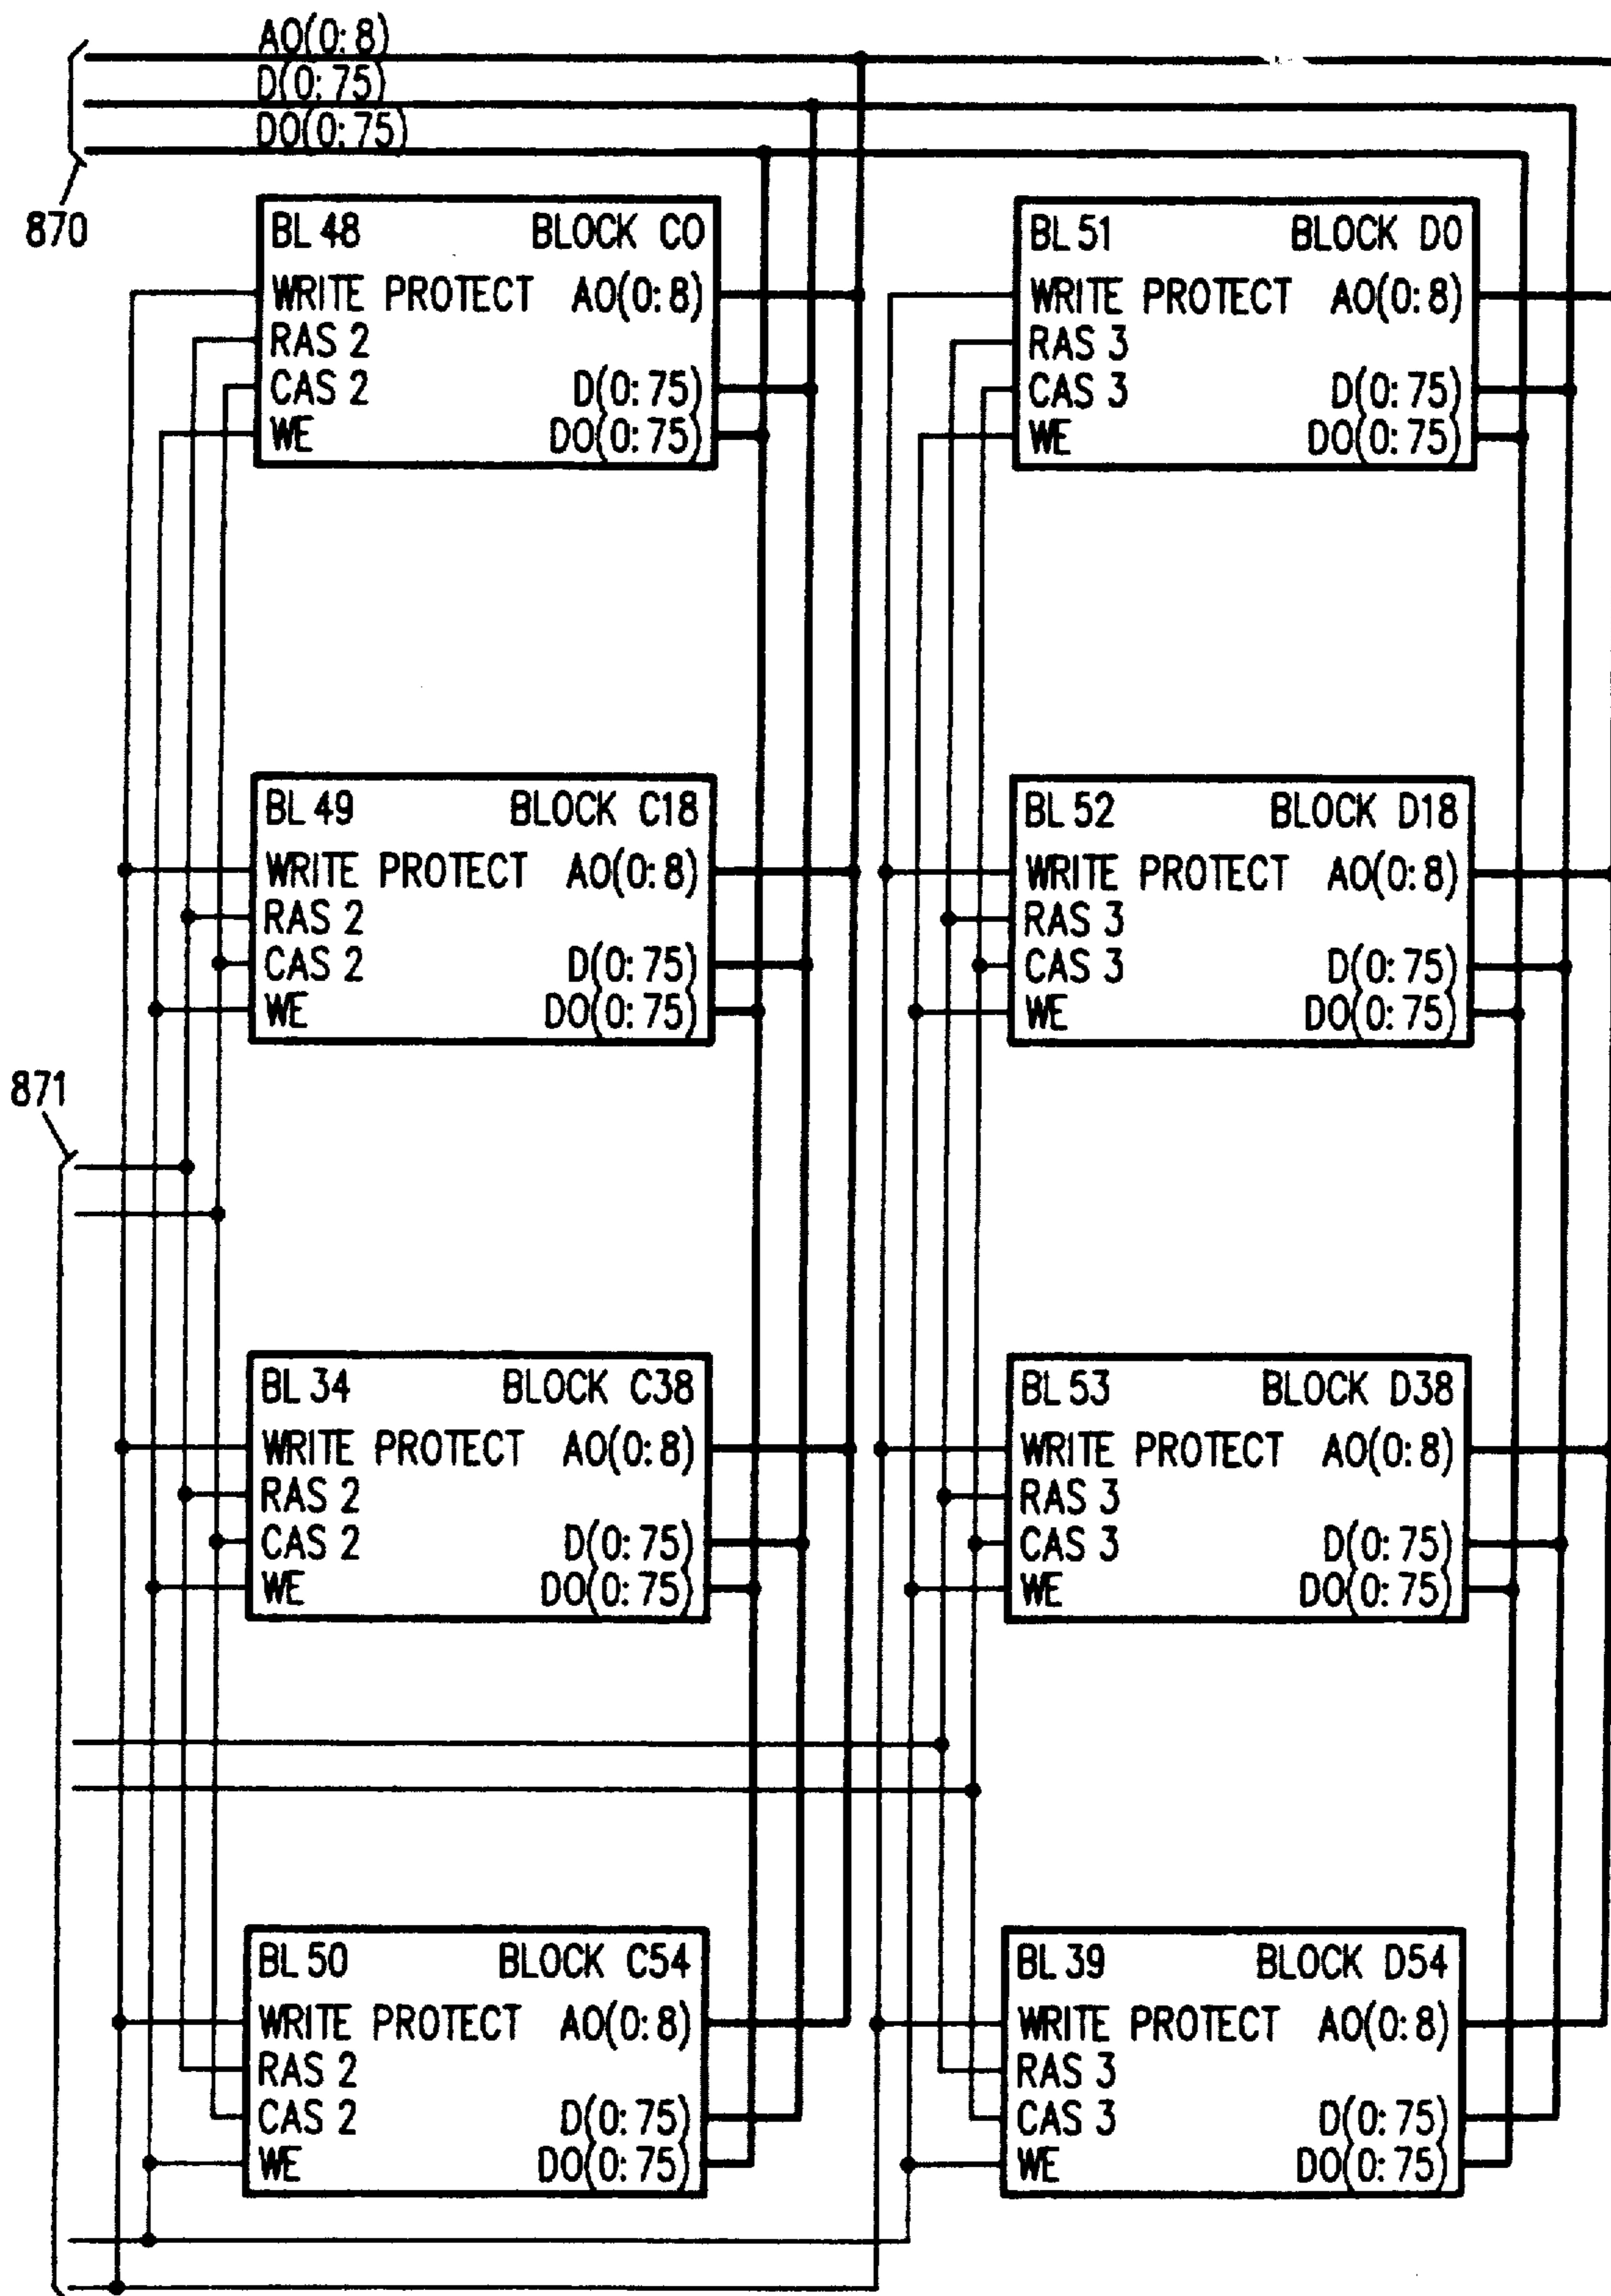 AO(0:8)
D(0:75)
DO(0:75)
870
BL 48 BLOCK CO
WRITE PROTECT AO(0:8)
RAS 2
CAS 2 D(0:75)
WE DO(0:75)
BL 51 BLOCK DO
WRITE PROTECT AO(0:8)
RAS 3
CAS 3 D(0:75)
WE DO(0:75)
BL 49 BLOCK C18
WRITE PROTECT AO(0:8)
RAS 2
CAS 2 D(0:75)
WE DO(0:75)
BL 52 BLOCK D18
WRITE PROTECT AO(0:8)
RAS 3
CAS 3 D(0:75)
WE DO(0:75)
871
BL 34 BLOCK C38
WRITE PROTECT AO(0:8)
RAS 2
CAS 2 D(0:75)
WE DO(0:75)
BL 53 BLOCK D38
WRITE PROTECT AO(0:8)
RAS 3
CAS 3 D(0:75)
WE DO(0:75)
BL 50 BLOCK C54
WRITE PROTECT AO(0:8)
RAS 2
CAS 2 D(0:75)
WE DO(0:75)
BL 39 BLOCK D54
WRITE PROTECT AO(0:8)
RAS 3
CAS 3 D(0:75)
WE DO(0:75)